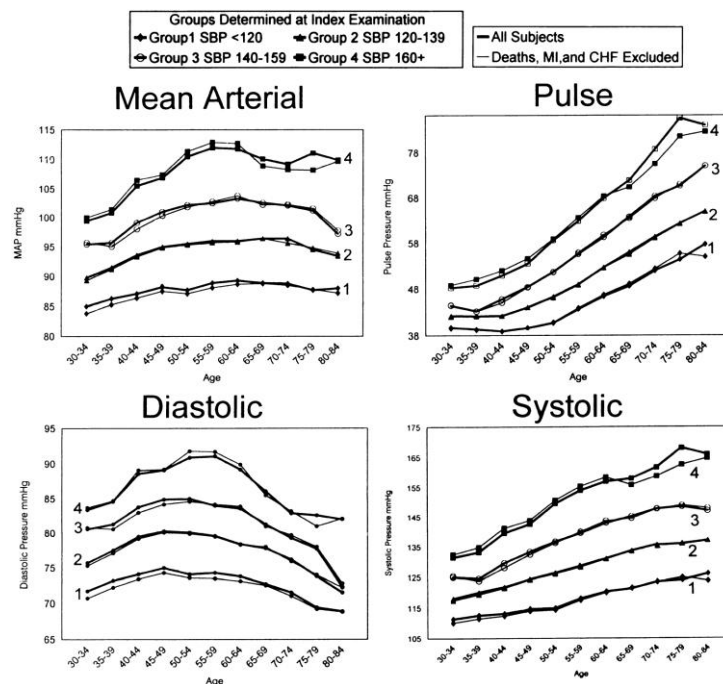 Groups Determined at Index Examination
Group1 SBP <120 Group 2 SBP 120-139
Group 3 SBP 140-159 Group 4 SBP 160+
All Subjects
Deaths, MI,and CHF Excluded
Mean Arterial
MAP mmHg
115
110
105
100
95
90
85
80
4
3
2
1
30-34 35-39 40-44 45-49 50-54 55-59 60-64 65-69 70-74 75-79 80-84
Age
Pulse
Pulse Pressure mmHg
78
68
58
48
38
4
3
2
1
30-34 35-39 40-44 45-49 50-54 55-59 60-64 65-69 70-74 75-79 80-84
Age
Diastolic
Diastolic Pressure mmHg
95
90
85
80
75
70
65
4
3
2
1
30-34 35-39 40-44 45-49 50-54 55-59 60-64 65-69 70-74 75-79 80-84
Age
Systolic
Systolic Pressure mmHg
175
165
155
145
135
125
115
105
4
3
2
1
30-34 35-39 40-44 45-49 50-54 55-59 60-64 65-69 70-74 75-79 80-84
Age